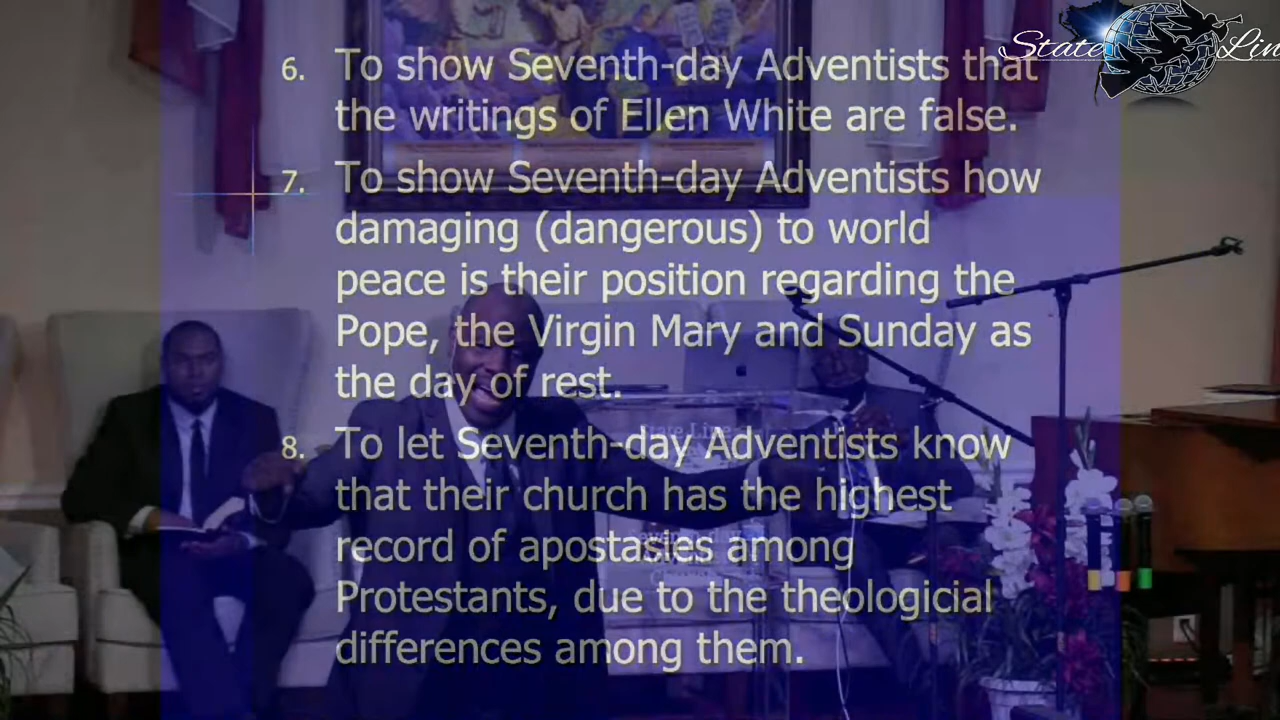 State Lin
6. To show Seventh-day Adventists that
the writings of Ellen White are false.
7. To show Seventh-day Adventists how
damaging (dangerous) to world
peace is their position regarding the
Pope, the Virgin Mary and Sunday as
the day of rest.
8. To let Seventh-day Adventists know
that their church has the highest
record of apostasies among
Protestants, due to the theologicial
differences among them.
State Line